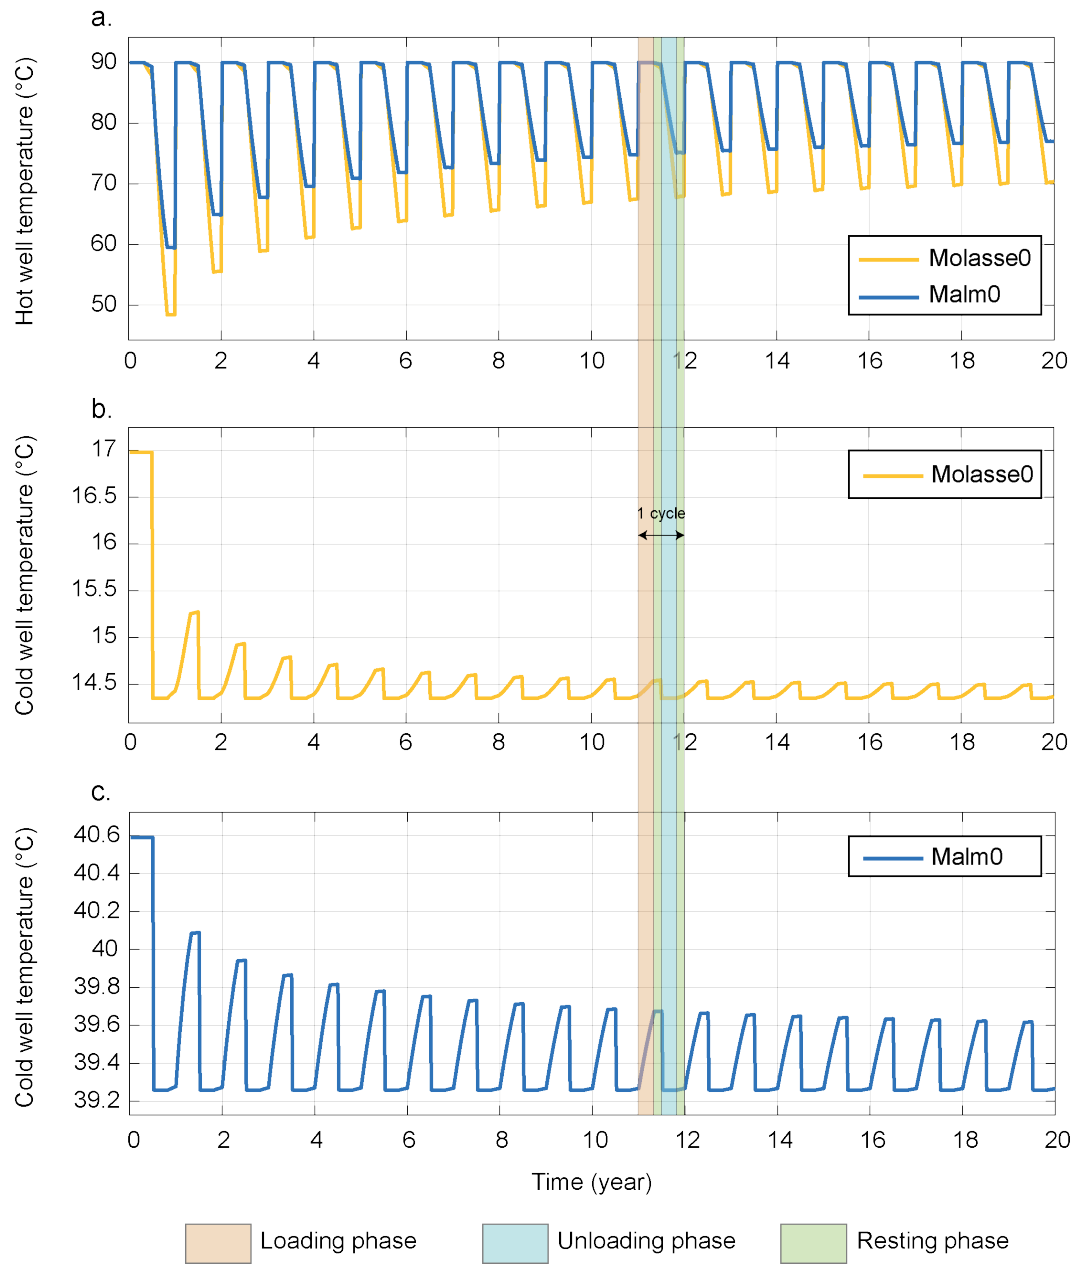 a.
Hot well temperature (°C)
90
80
70
60
50
Molasse0
Malm0
0 2 4 6 8 10 12 14 16 18 20
b.
Cold well temperature (°C)
17
16.5
16
15.5
15
14.5
Molasse0
1 cycle
0 2 4 6 8 10 12 14 16 18 20
c.
Cold well temperature (°C)
40.6
40.4
40.2
40
39.8
39.6
39.4
39.2
Malm0
0 2 4 6 8 10 12 14 16 18 20
Time (year)
Loading phase Unloading phase Resting phase